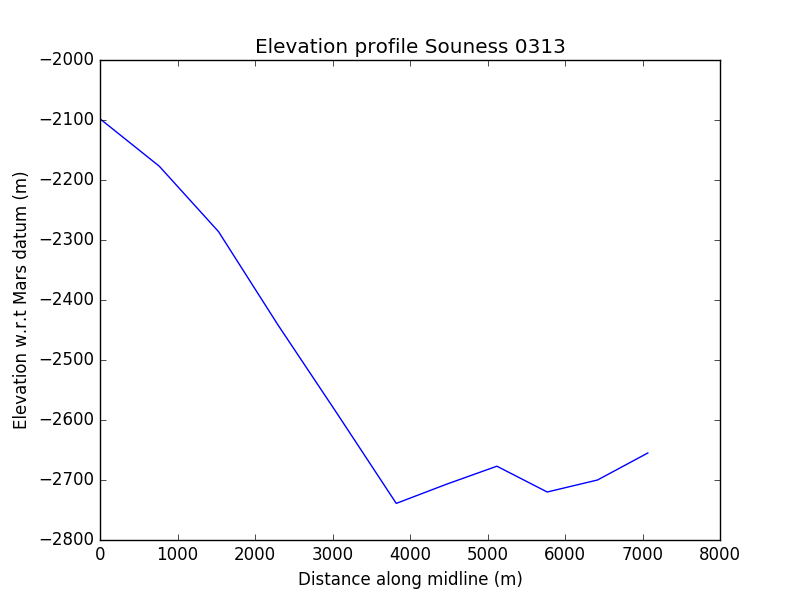 Elevation profile Souness 0313
−2000
−2100
−2200
−2300
−2400
−2500
−2600
−2700
−2800
Elevation w.r.t Mars datum (m)
0 1000 2000 3000 4000 5000 6000 7000 8000
Distance along midline (m)